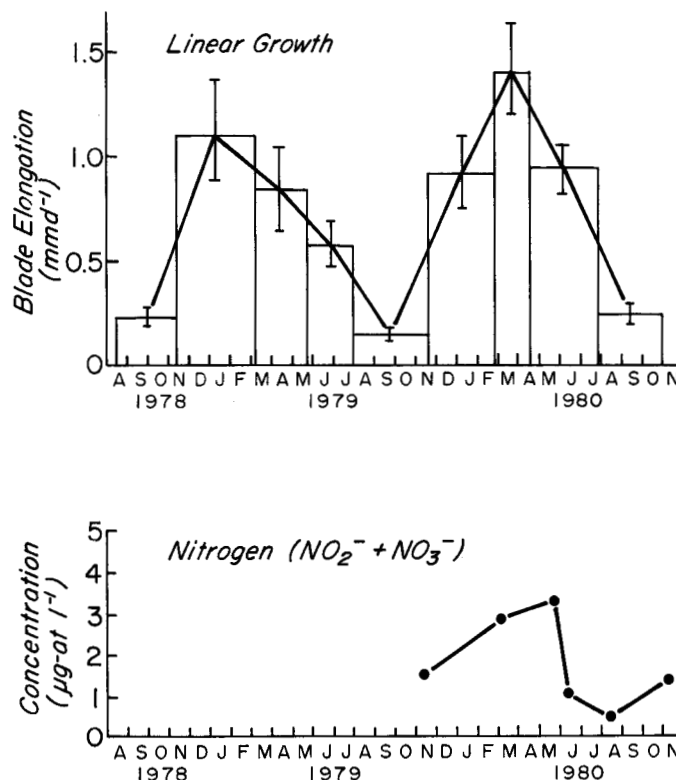 Linear Growth
Blade Elongation
(mmd⁻¹)
1.5
1.0
0.5
0
A S O N D J F M A M J J A S O N D J F M A M J J A S O N
1978 1979 1980
Nitrogen (NO₂⁻ + NO₃⁻)
Concentration
(µg-at l⁻¹)
5
4
3
2
1
0
A S O N D J F M A M J J A S O N D J F M A M J J A S O N
1978 1979 1980